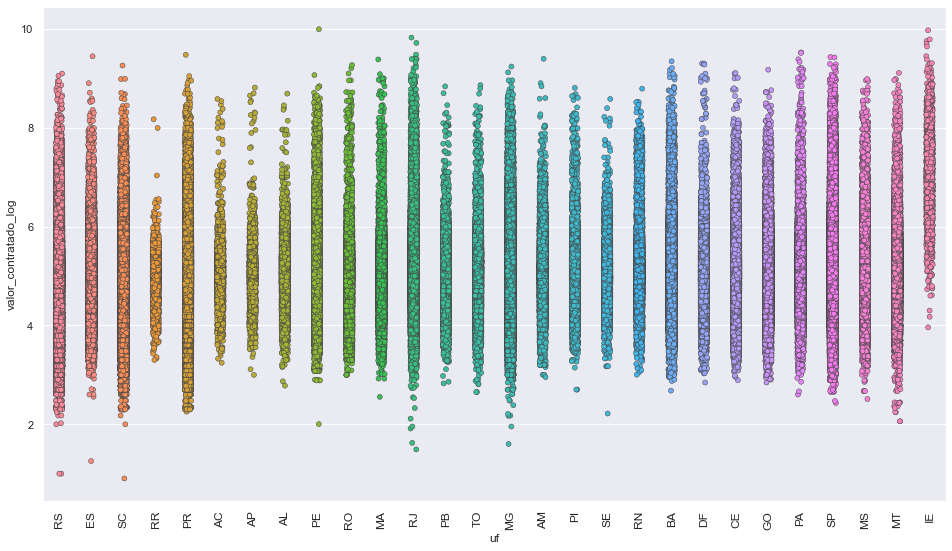 10
8
6
4
2
valor_contratado_log
RS ES SC RR PR AC AP AL PE RO MA RJ PB TO MG AM PI SE RN BA DF CE GO PA SP MS MT IE
uf